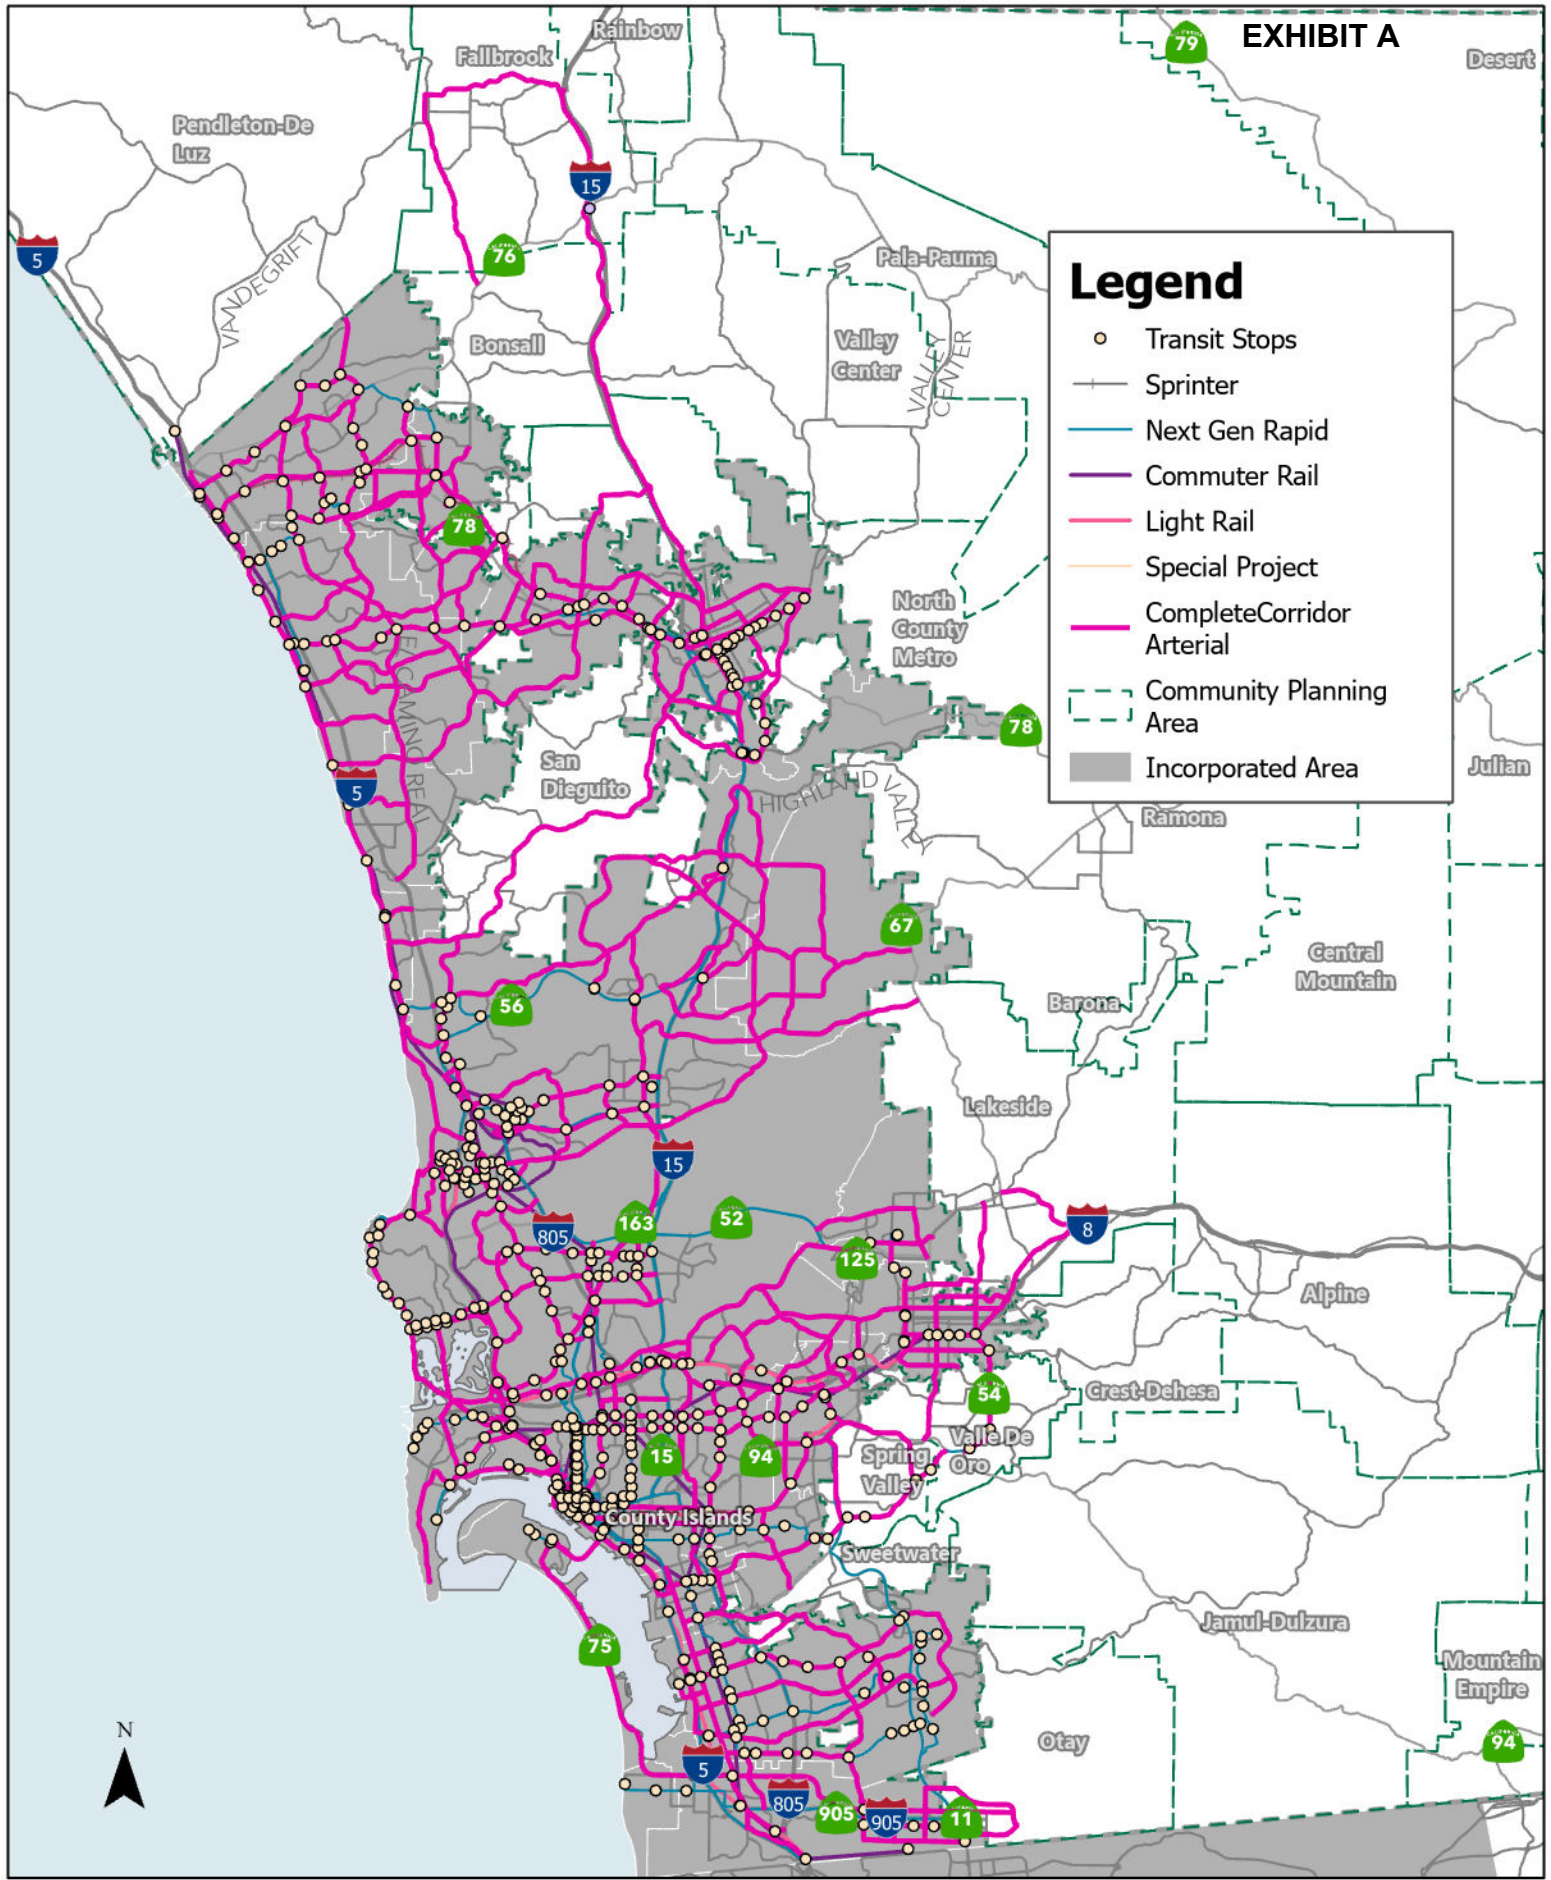 EXHIBIT A
79
Desert
Rainbow
Fallbrook
Pendleton-De
Luz
15
5
76
VANDEGRIFT
Pala-Pauma
Bonsall
Valley
Center
VALLEY
CENTER
Legend
Transit Stops
Sprinter
Next Gen Rapid
Commuter Rail
Light Rail
Special Project
CompleteCorridor
Arterial
Community Planning
Area
Incorporated Area
78
North
County
Metro
EL CAMINO REAL
78
San
Dieguito
Julian
5
HIGHLAND VALLEY
Ramona
67
Central
Mountain
56
Barona
Lakeside
15
163
52
805
8
125
Alpine
54
Crest-Dehesa
15
94
Spring
Valley
Valle De
Oro
County Islands
Sweetwater
Jamul-Dulzura
75
Mountain
Empire
Otay
94
5
805
905
905
11
N